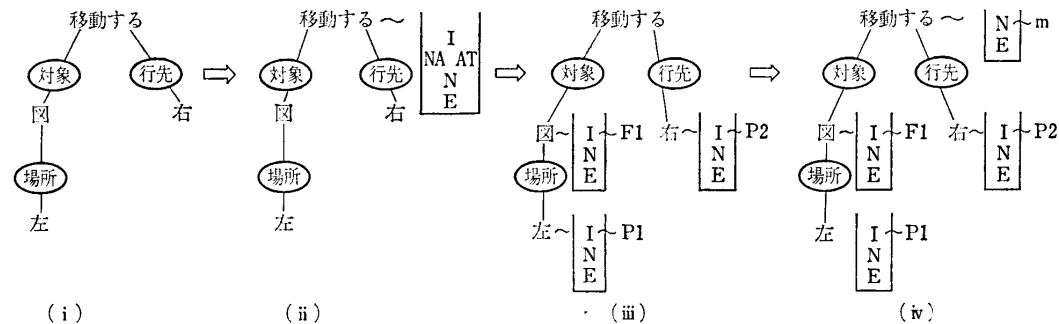 移動する
対象
行先
図
右
場所
左
(i)
移動する～
I
NA AT
N
E
対象
行先
図
右
場所
左
(ii)
移動する
対象
行先
図～
I～F1
N
E
右～
I～P2
N
E
場所
左～
I～P1
N
E
(iii)
移動する～
N～m
E
対象
行先
図～
I～F1
N
E
右～
I～P2
N
E
場所
左
I～P1
N
E
(iv)